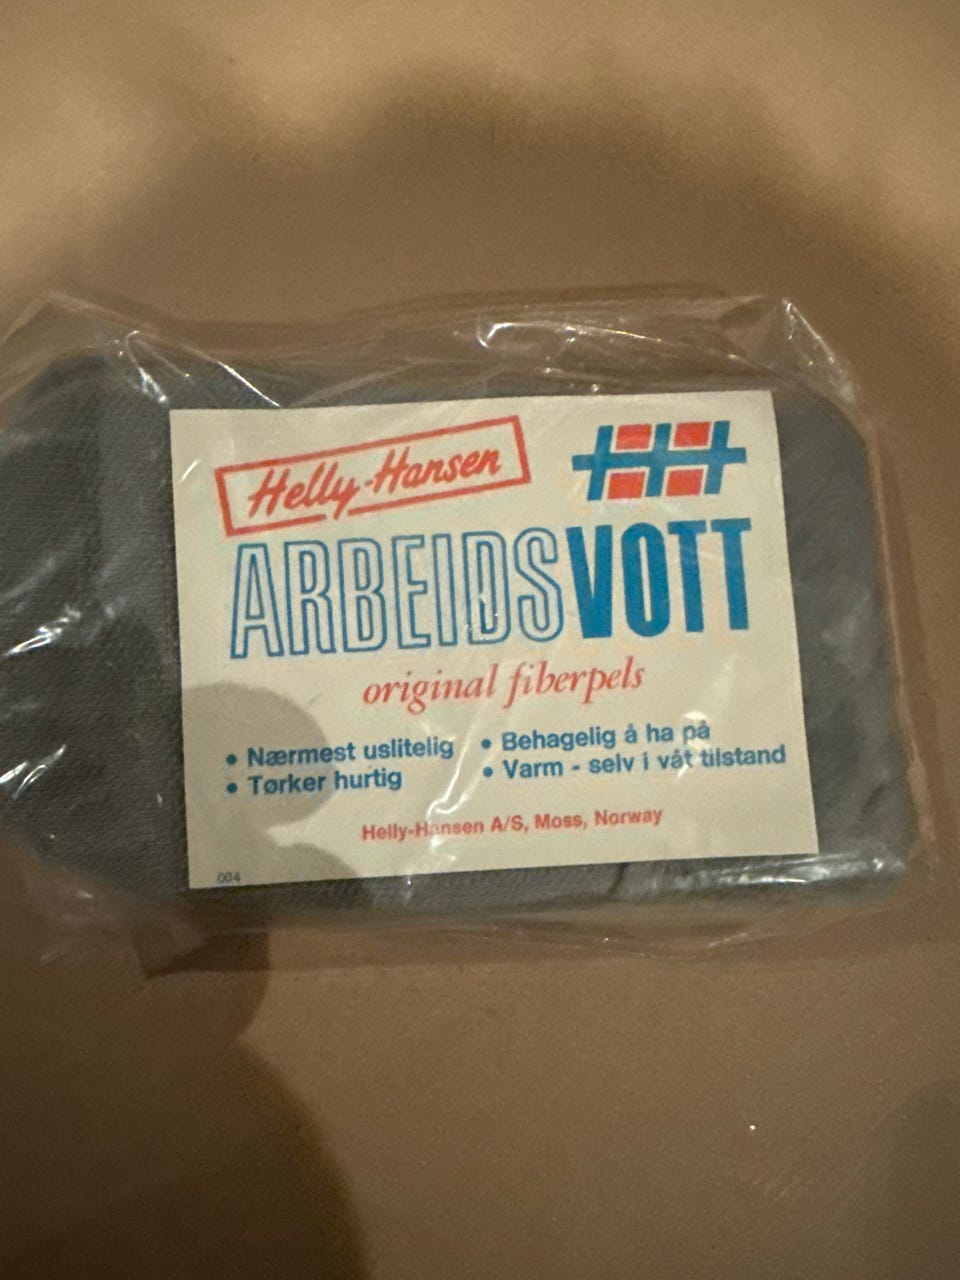 Helly-Hansen
ARBEIDSVOTT
original fiberpels
• Nærmest uslitelig
• Tørker hurtig
• Behagelig å ha på
• Varm - selv i våt tilstand
Helly-Hansen A/S, Moss, Norway
004